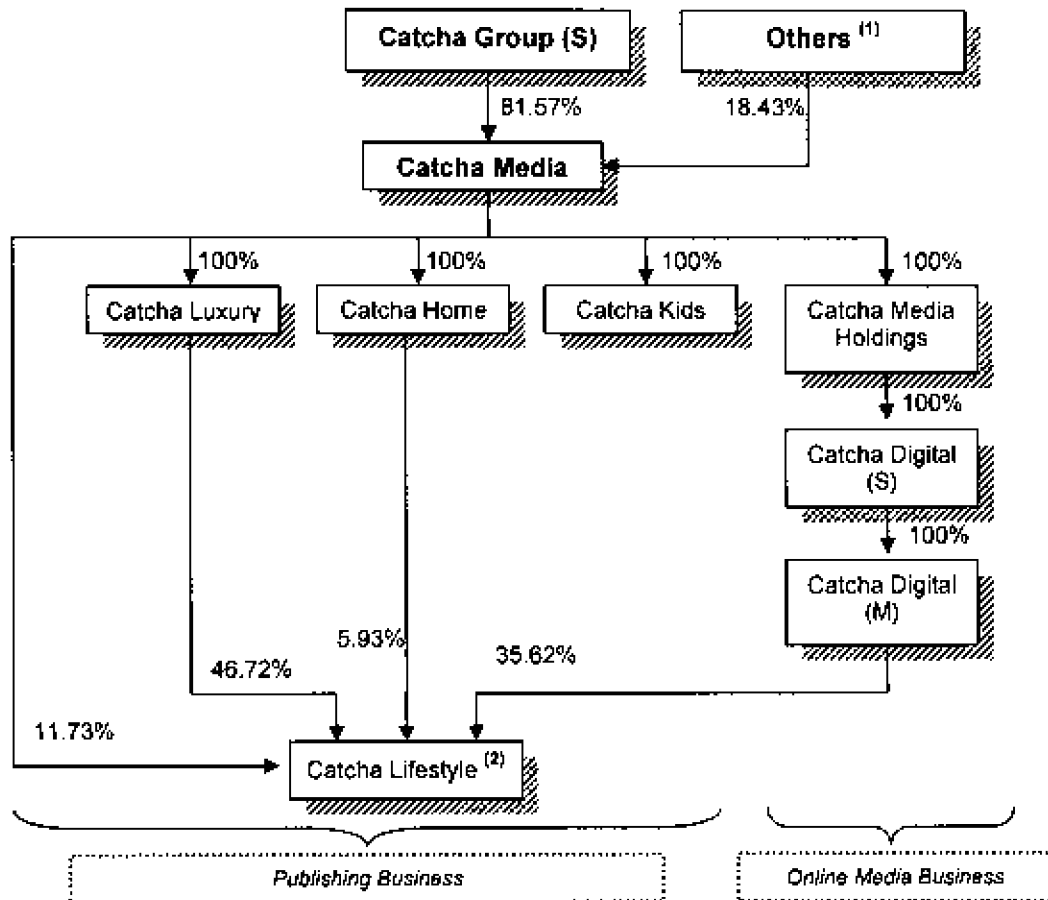 Catcha Group (S)
Others (1)
81.57%
18.43%
Catcha Media
100%
100%
100%
100%
Catcha Luxury
Catcha Home
Catcha Kids
Catcha Media
Holdings
100%
Catcha Digital
(S)
100%
Catcha Digital
(M)
5.93%
46.72%
35.62%
11.73%
Catcha Lifestyle (2)
Publishing Business
Online Media Business